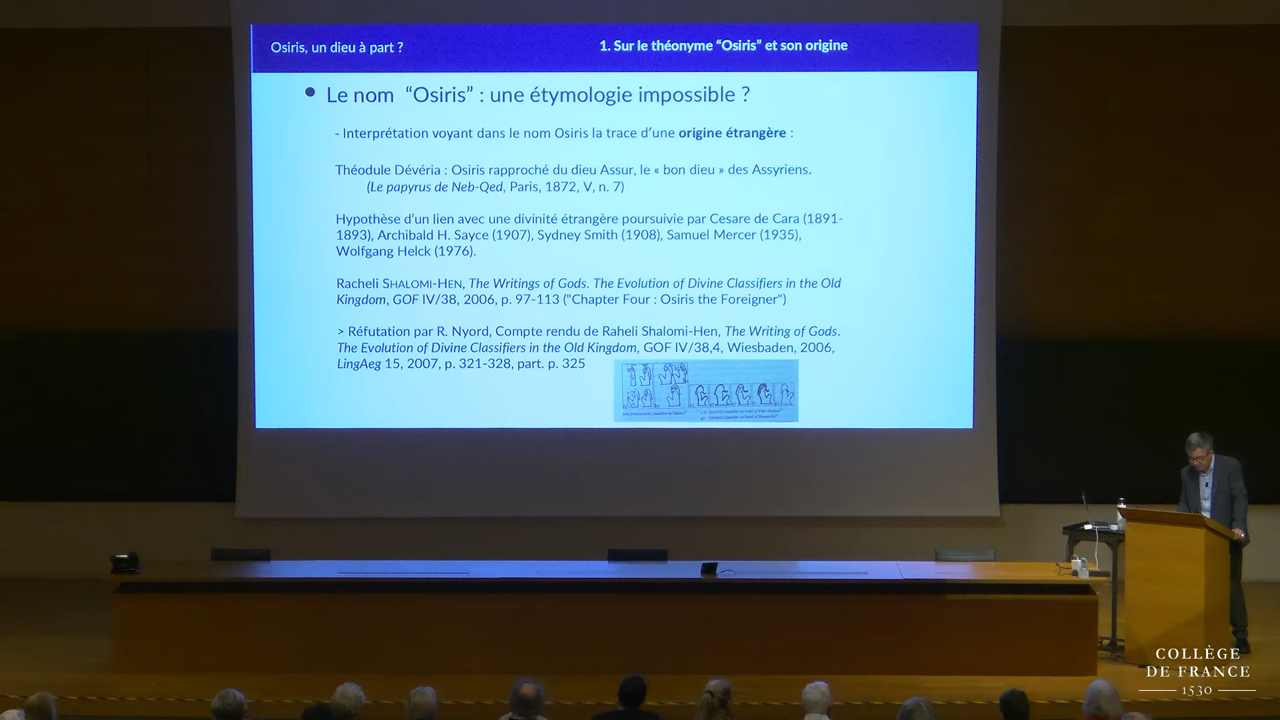 Osiris, un dieu à part ?
1. Sur le théonyme “Osiris” et son origine
• Le nom “Osiris” : une étymologie impossible ?
- Interprétation voyant dans le nom Osiris la trace d’une origine étrangère :
Théodule Dévéria : Osiris rapproché du dieu Assur, le « bon dieu » des Assyriens.
(Le papyrus de Neb-Qed, Paris, 1872, V, n. 7)
Hypothèse d’un lien avec une divinité étrangère poursuivie par Cesare de Cara (1891-
1893), Archibald H. Sayce (1907), Sydney Smith (1908), Samuel Mercer (1935),
Wolfgang Helck (1976).
Racheli SHALOMI-HEN, The Writings of Gods. The Evolution of Divine Classifiers in the Old
Kingdom, GOF IV/38, 2006, p. 97-113 ("Chapter Four : Osiris the Foreigner")
> Réfutation par R. Nyord, Compte rendu de Raheli Shalomi-Hen, The Writing of Gods.
The Evolution of Divine Classifiers in the Old Kingdom, GOF IV/38,4, Wiesbaden, 2006,
LingAeg 15, 2007, p. 321-328, part. p. 325
COLLÈGE
DE FRANCE
1530